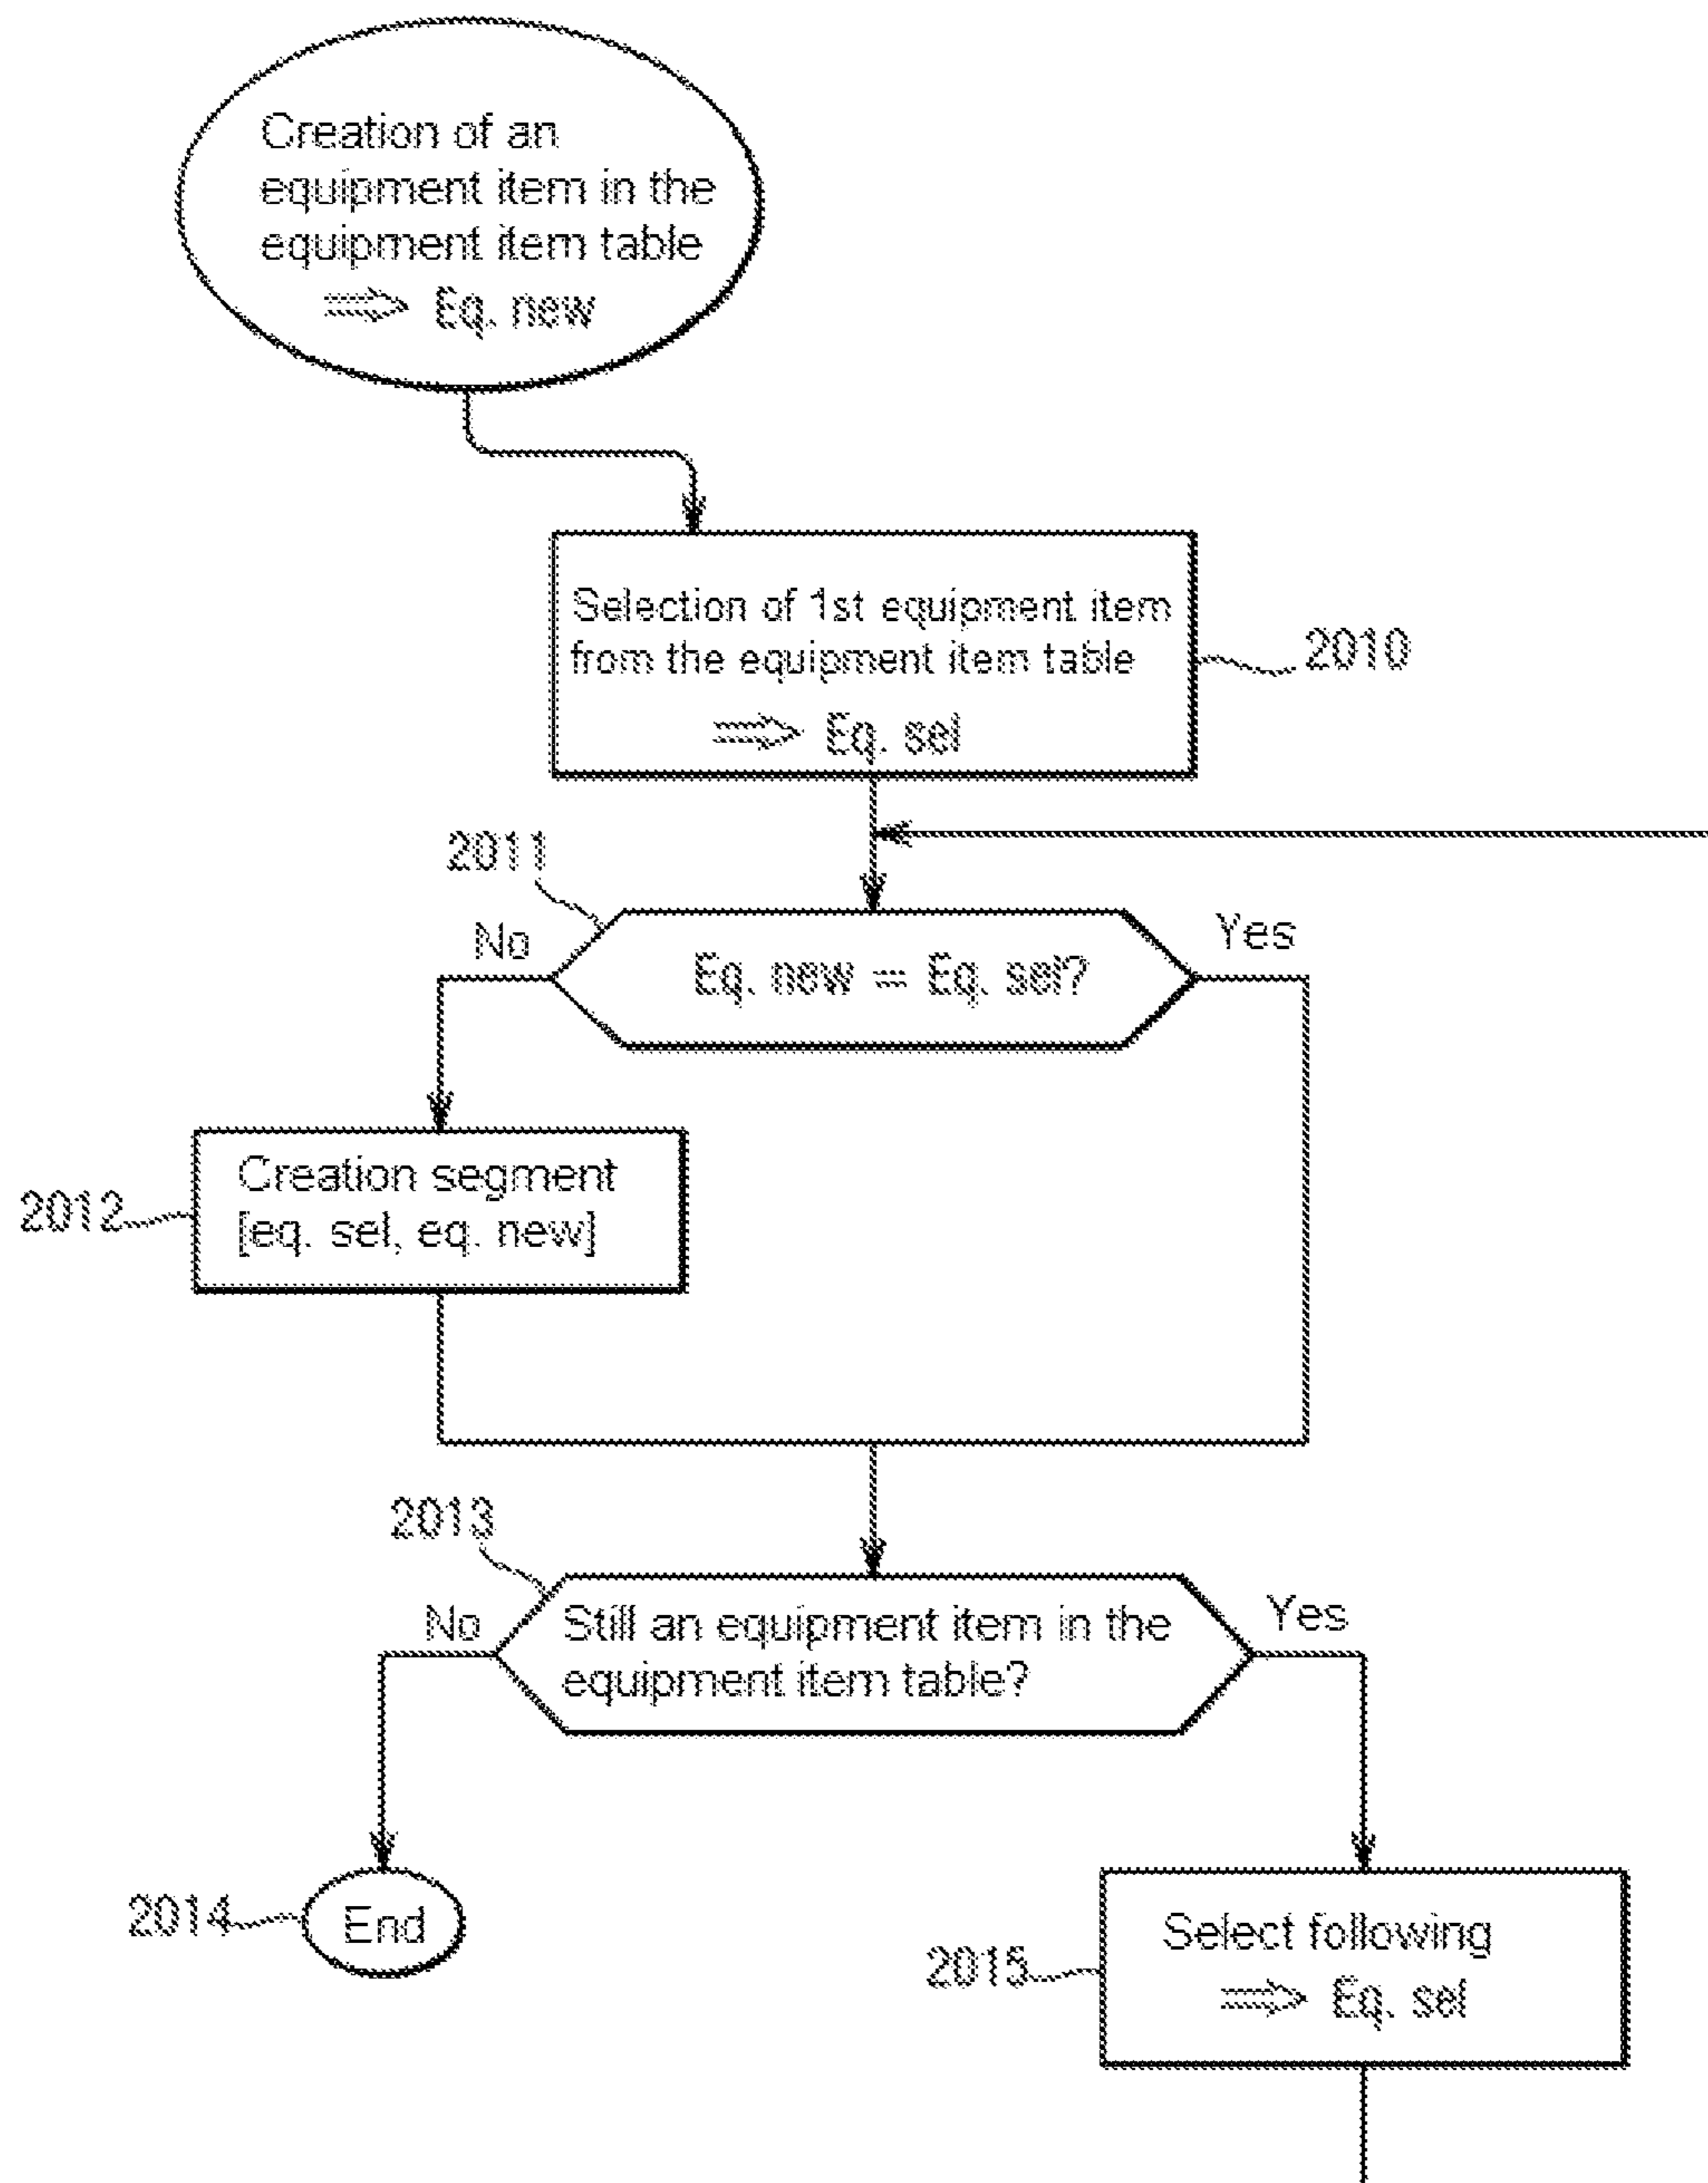 Creation of an
equipment item in the
equipment item table
⇒ Eq. new
Selection of 1st equipment item
from the equipment item table
⇒ Eq. sel
2010
2011
No
Eq. new = Eq. sel?
Yes
Creation segment
[eq. sel, eq. new]
2012
2013
No
Still an equipment item in the
equipment item table?
Yes
2014
End
Select following
⇒ Eq. sel
2015